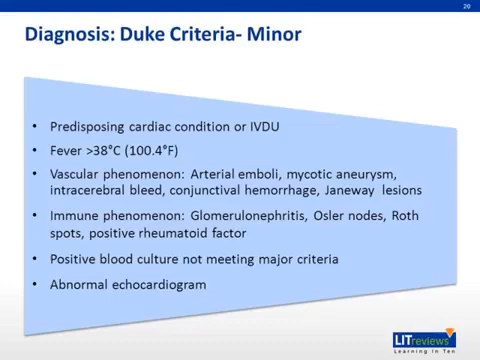 20
Diagnosis: Duke Criteria- Minor
• Predisposing cardiac condition or IVDU
• Fever >38°C (100.4°F)
• Vascular phenomenon: Arterial emboli, mycotic aneurysm,
intracerebral bleed, conjunctival hemorrhage, Janeway lesions
• Immune phenomenon: Glomerulonephritis, Osler nodes, Roth
spots, positive rheumatoid factor
• Positive blood culture not meeting major criteria
• Abnormal echocardiogram
LITreviews
Learning In Ten